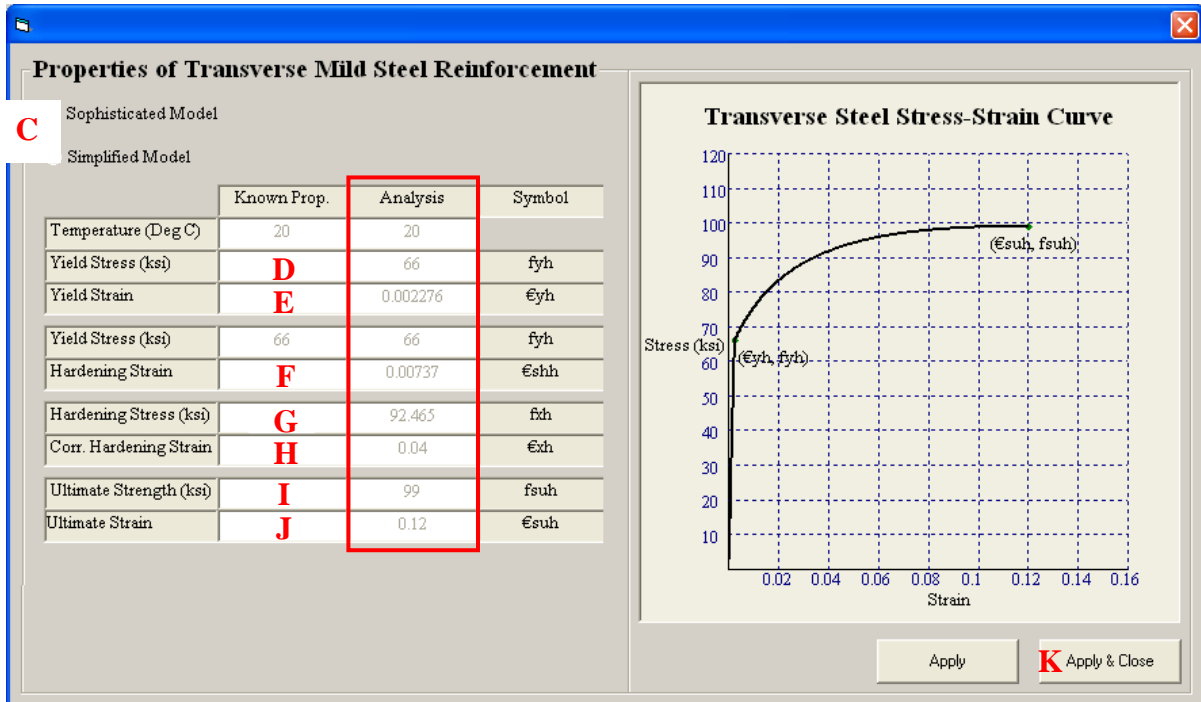 Properties of Transverse Mild Steel Reinforcement
C
Sophisticated Model
Simplified Model
Known Prop. Analysis Symbol
Temperature (Deg C) 20 20
Yield Stress (ksi) D 66 fyh
Yield Strain E 0.002276 €yh
Yield Stress (ksi) 66 66 fyh
Hardening Strain F 0.00737 €shh
Hardening Stress (ksi) G 92.465 fxh
Corr. Hardening Strain H 0.04 €xh
Ultimate Strength (ksi) I 99 fsuh
Ultimate Strain J 0.12 €suh
Transverse Steel Stress-Strain Curve
120
110
100
90
80
70
60
50
40
30
20
10
Stress (ksi)
(€yh, fyh)
(€suh, fsuh)
0.02 0.04 0.06 0.08 0.1 0.12 0.14 0.16
Strain
Apply
K Apply & Close